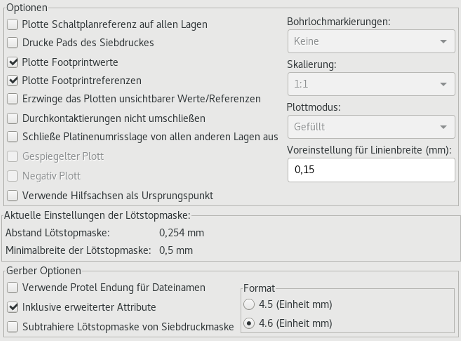 Optionen
Plotte Schaltplanreferenz auf allen Lagen
Drucke Pads des Siebdruckes
Plotte Footprintwerte
Plotte Footprintreferenzen
Erzwinge das Plotten unsichtbarer Werte/Referenzen
Durchkontaktierungen nicht umschließen
Schließe Platinenumrisslage von allen anderen Lagen aus
Gespiegelter Plott
Negativ Plott
Verwende Hilfsachsen als Ursprungspunkt
Bohrlochmarkierungen:
Keine
Skalierung:
1:1
Plottmodus:
Gefüllt
Voreinstellung für Linienbreite (mm):
0,15
Aktuelle Einstellungen der Lötstopmaske:
Abstand Lötstopmaske: 0,254 mm
Minimalbreite der Lötstopmaske: 0,5 mm
Gerber Optionen
Verwende Protel Endung für Dateinamen
Inklusive erweiterter Attribute
Subtrahiere Lötstopmaske von Siebdruckmaske
Format
4.5 (Einheit mm)
4.6 (Einheit mm)